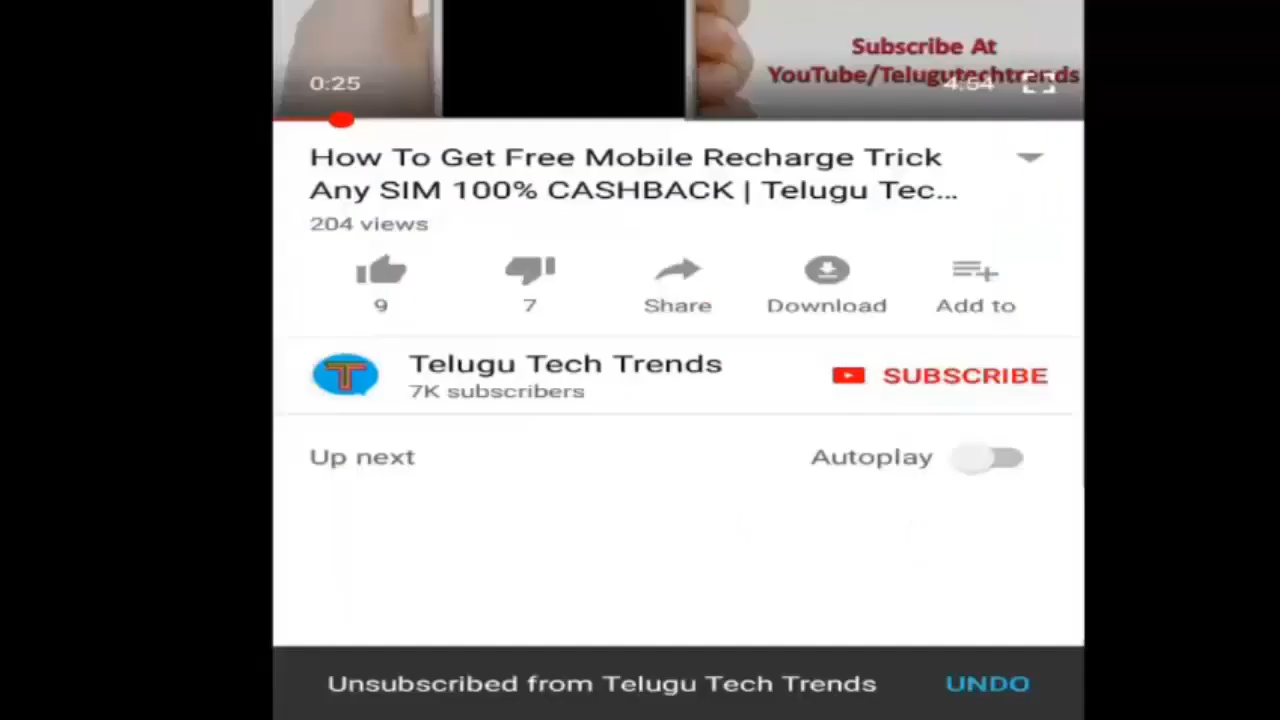 Subscribe At
YouTube/Telugutechtrends
0:25
4:54
How To Get Free Mobile Recharge Trick
Any SIM 100% CASHBACK | Telugu Tec...
204 views
9
7
Share
Download
Add to
Telugu Tech Trends
7K subscribers
SUBSCRIBE
Up next
Autoplay
Unsubscribed from Telugu Tech Trends
UNDO